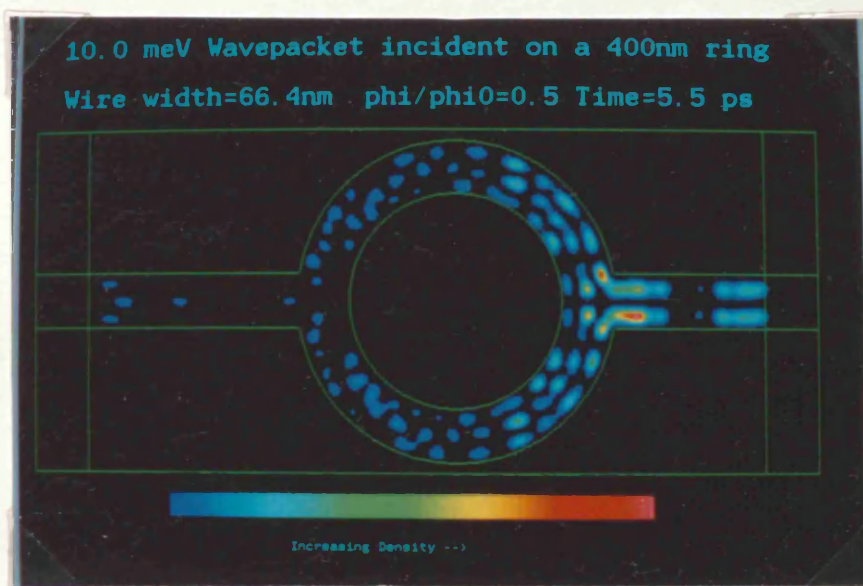 10.0 meV Wavepacket incident on a 400nm ring
Wire width=66.4nm phi/phi0=0.5 Time=5.5 ps
Increasing Density -->